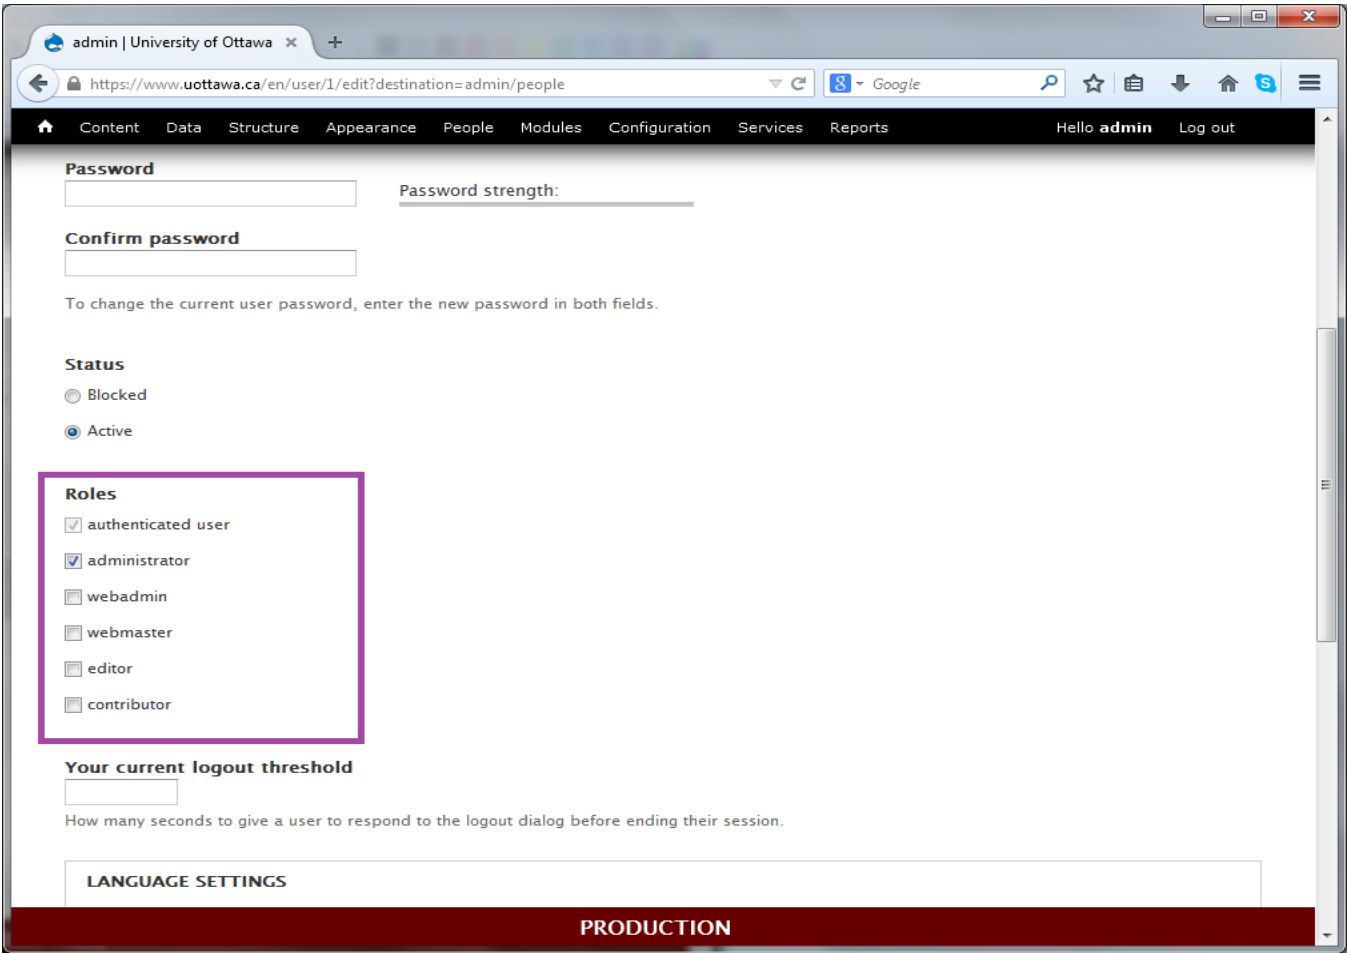 admin | University of Ottawa
https://www.uottawa.ca/en/user/1/edit?destination=admin/people
8 Google
Content Data Structure Appearance People Modules Configuration Services Reports Hello admin Log out
Password
Password strength:
Confirm password
To change the current user password, enter the new password in both fields.
Status
Blocked
Active
Roles
authenticated user
administrator
webadmin
webmaster
editor
contributor
Your current logout threshold
How many seconds to give a user to respond to the logout dialog before ending their session.
LANGUAGE SETTINGS
PRODUCTION